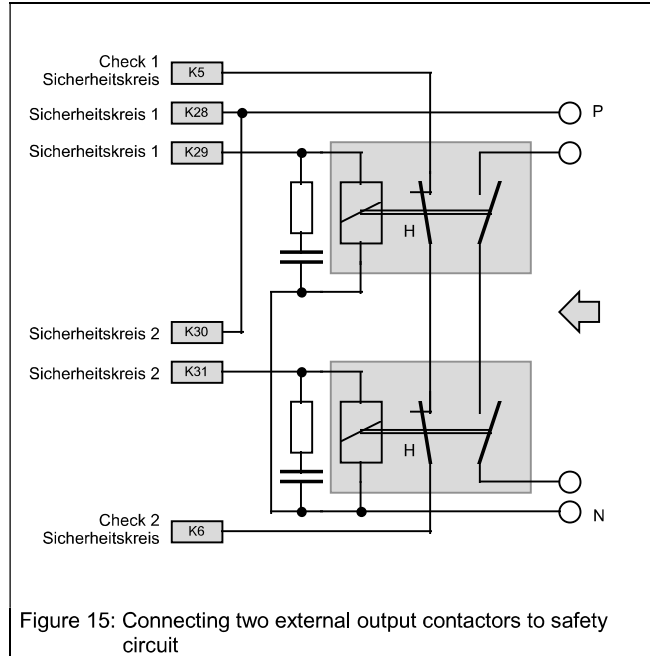 Check 1
Sicherheitskreis
K5
Sicherheitskreis 1
K28
P
Sicherheitskreis 1
K29
H
Sicherheitskreis 2
K30
Sicherheitskreis 2
K31
H
N
Check 2
Sicherheitskreis
K6
Figure 15: Connecting two external output contactors to safety
circuit